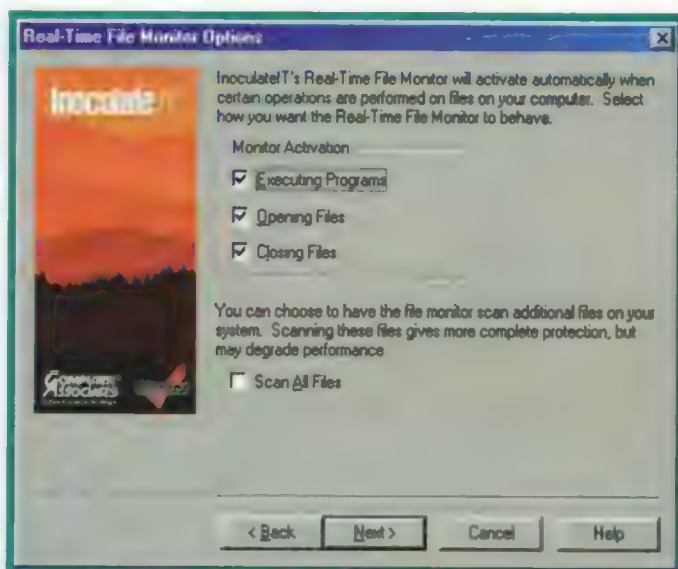 Real-Time File Monitor Options
Inoculate
InoculateIT's Real-Time File Monitor will activate automatically when
certain operations are performed on files on your computer. Select
how you want the Real-Time File Monitor to behave.
Monitor Activation
Executing Programs
Opening Files
Closing Files
You can choose to have the file monitor scan additional files on your
system. Scanning these files gives more complete protection, but
may degrade performance
Scan All Files
COMPUTER
ASSOCIATES
< Back
Next >
Cancel
Help